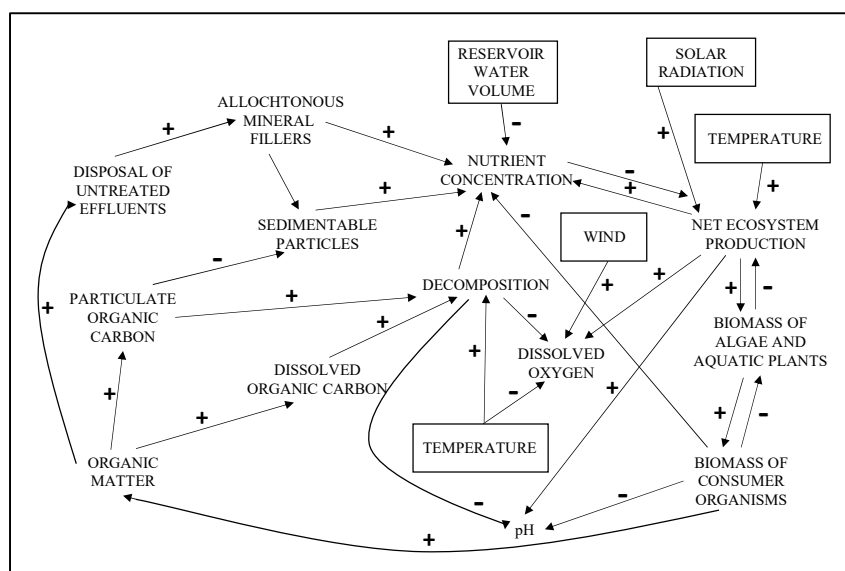 RESERVOIR
WATER
VOLUME
SOLAR
RADIATION
ALLOCHTONOUS
MINERAL
FILLERS
+
+
-
+
TEMPERATURE
DISPOSAL OF
UNTREATED
EFFLUENTS
NUTRIENT
CONCENTRATION
-
+
+
+
-
SEDIMENTABLE
PARTICLES
WIND
NET ECOSYSTEM
PRODUCTION
+
-
DECOMPOSITION
+
+
+
-
+
PARTICULATE
ORGANIC
CARBON
+
+
-
BIOMASS OF
ALGAE AND
AQUATIC PLANTS
+
DISSOLVED
ORGANIC CARBON
+
-
DISSOLVED
OXYGEN
+
+
+
+
-
TEMPERATURE
ORGANIC
MATTER
BIOMASS OF
CONSUMER
ORGANISMS
-
-
pH
+